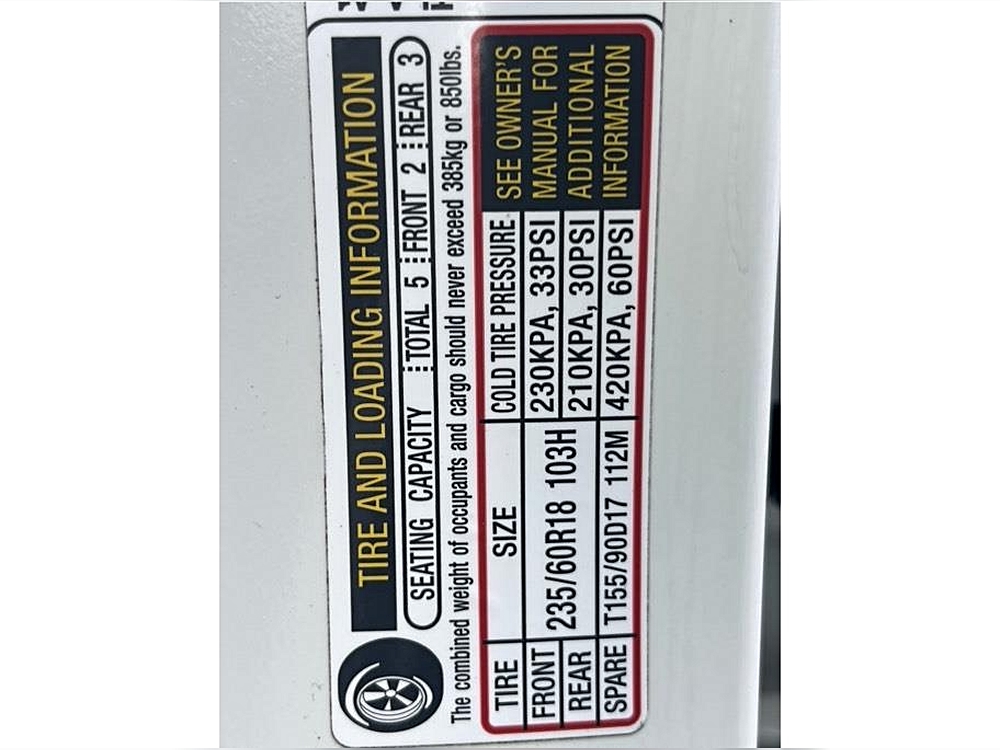 TIRE AND LOADING INFORMATION
SEATING CAPACITY TOTAL 5 FRONT 2 REAR 3
The combined weight of occupants and cargo should never exceed 385kg or 850lbs.
TIRE SIZE COLD TIRE PRESSURE
FRONT 235/60R18 103H 230KPA, 33PSI
REAR 210KPA, 30PSI
SPARE T155/90D17 112M 420KPA, 60PSI
SEE OWNER'S
MANUAL FOR
ADDITIONAL
INFORMATION